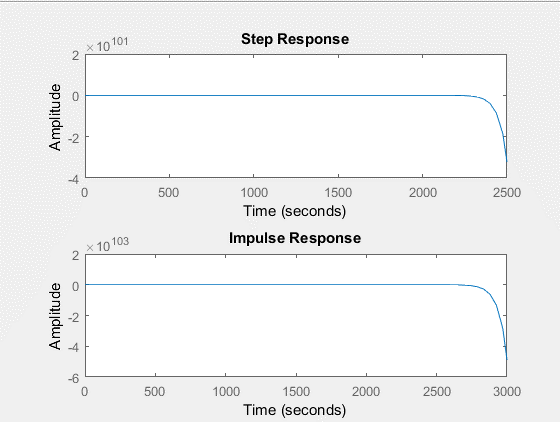 Step Response
×10^101
2
0
-2
-4
Amplitude
0 500 1000 1500 2000 2500
Time (seconds)
Impulse Response
×10^103
2
0
-2
-4
-6
Amplitude
0 500 1000 1500 2000 2500 3000
Time (seconds)